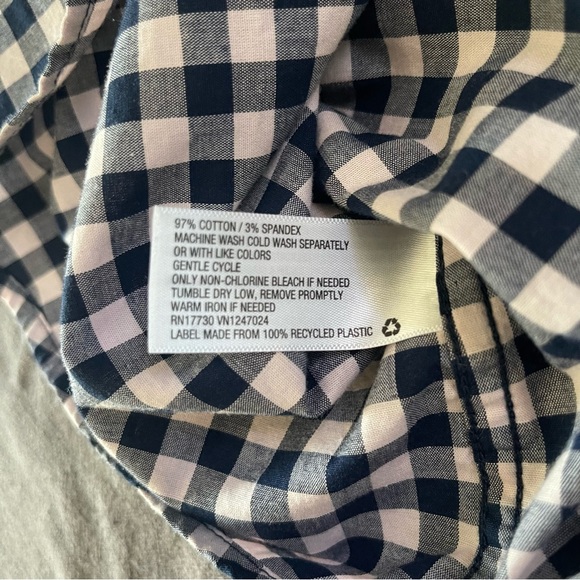 97% COTTON / 3% SPANDEX
MACHINE WASH COLD WASH SEPARATELY
OR WITH LIKE COLORS
GENTLE CYCLE
ONLY NON-CHLORINE BLEACH IF NEEDED
TUMBLE DRY LOW, REMOVE PROMPTLY
WARM IRON IF NEEDED
RN17730 VN1247024
LABEL MADE FROM 100% RECYCLED PLASTIC